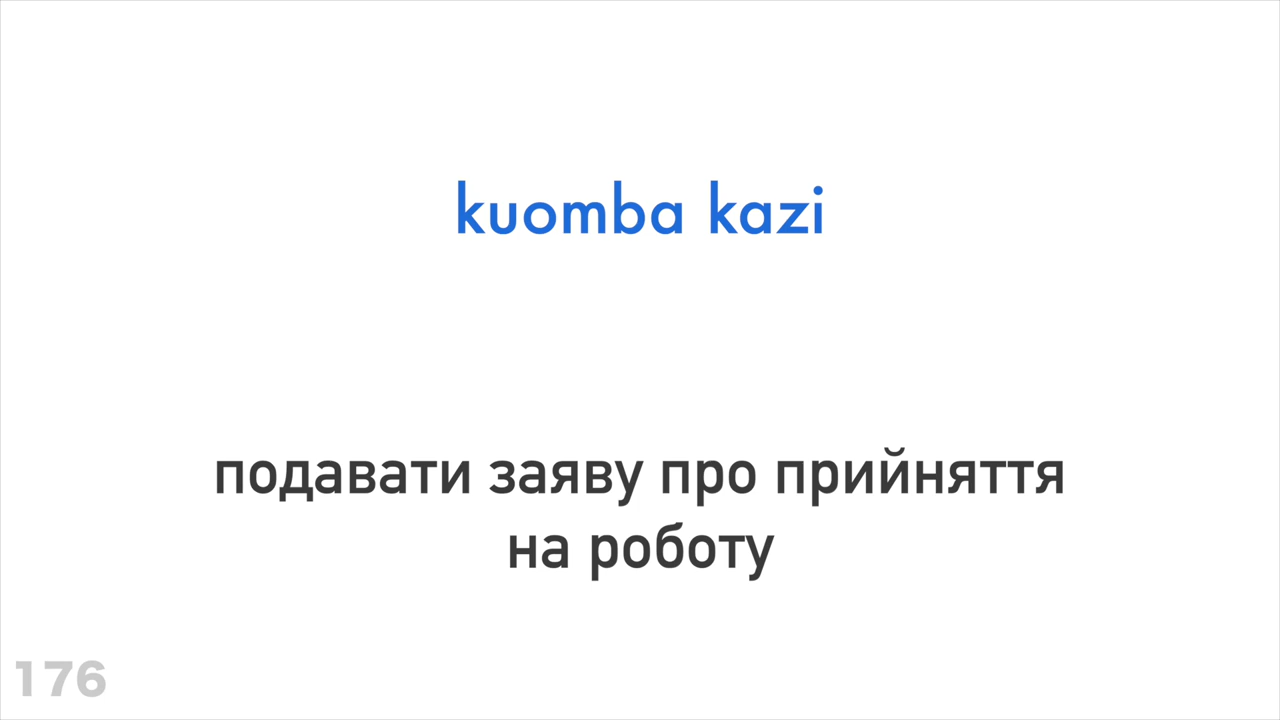 kuomba kazi
подавати заяву про прийняття
на роботу
176